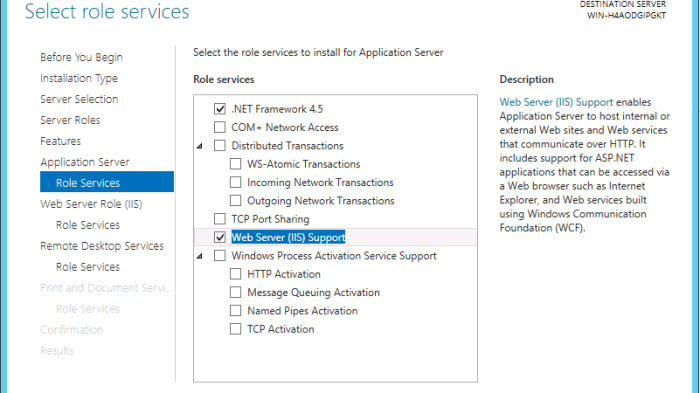 DESTINATION SERVER
Select role services
WIN-H4AODGIPGKT
Before You Begin
Installation Type
Server Selection
Server Roles
Features
Application Server
Role Services
Web Server Role (IIS)
Role Services
Remote Desktop Services
Role Services
Print and Document Servi...
Role Services
Confirmation
Results
Select the role services to install for Application Server
Role services
.NET Framework 4.5
COM+ Network Access
Distributed Transactions
WS-Atomic Transactions
Incoming Network Transactions
Outgoing Network Transactions
TCP Port Sharing
Web Server (IIS) Support
Windows Process Activation Service Support
HTTP Activation
Message Queuing Activation
Named Pipes Activation
TCP Activation
Description
Web Server (IIS) Support enables
Application Server to host internal or
external Web sites and Web services
that communicate over HTTP. It
includes support for ASP.NET
applications that can be accessed via
a Web browser such as Internet
Explorer, and Web services built
using Windows Communication
Foundation (WCF).